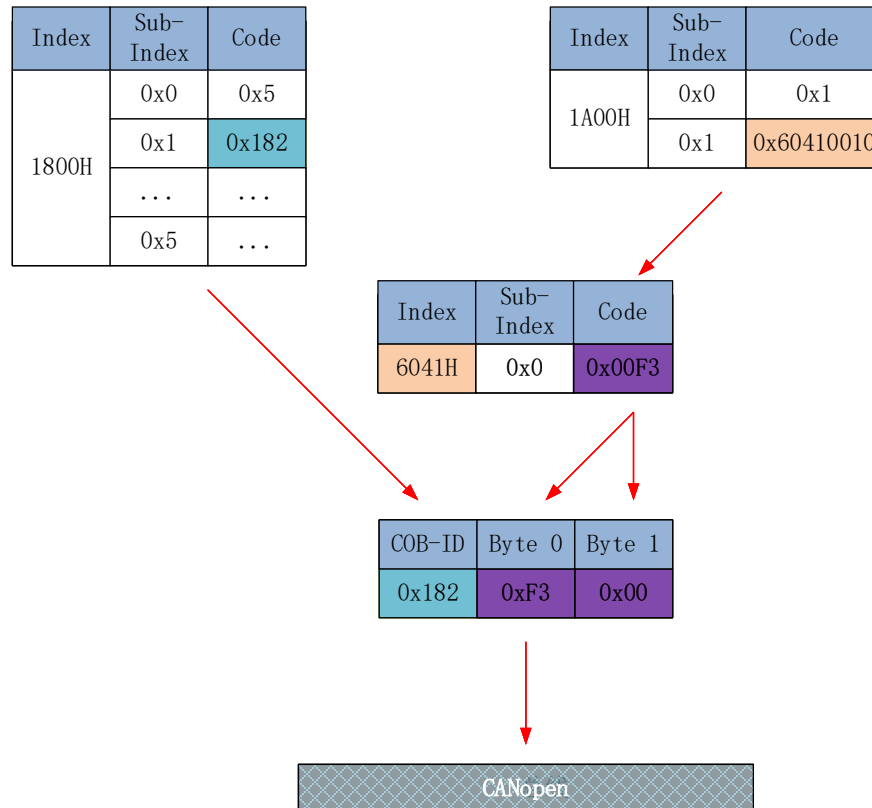 Index Sub-Index Code
1800H
0x0 0x5
0x1 0x182
... ...
0x5 ...
Index Sub-Index Code
1A00H
0x0 0x1
0x1 0x60410010
Index Sub-Index Code
6041H 0x0 0x00F3
COB-ID Byte 0 Byte 1
0x182 0xF3 0x00
CANopen